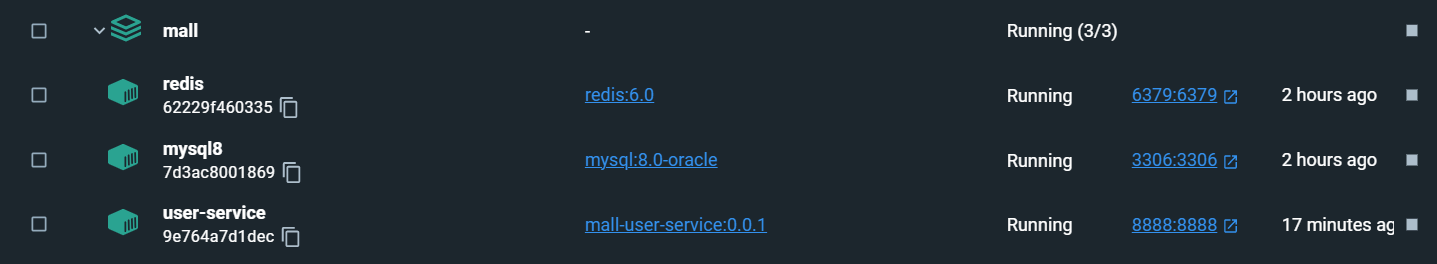 mall - Running (3/3)
redis
62229f460335 redis:6.0 Running 6379:6379 2 hours ago
mysql8
7d3ac8001869 mysql:8.0-oracle Running 3306:3306 2 hours ago
user-service
9e764a7d1dec mall-user-service:0.0.1 Running 8888:8888 17 minutes ag